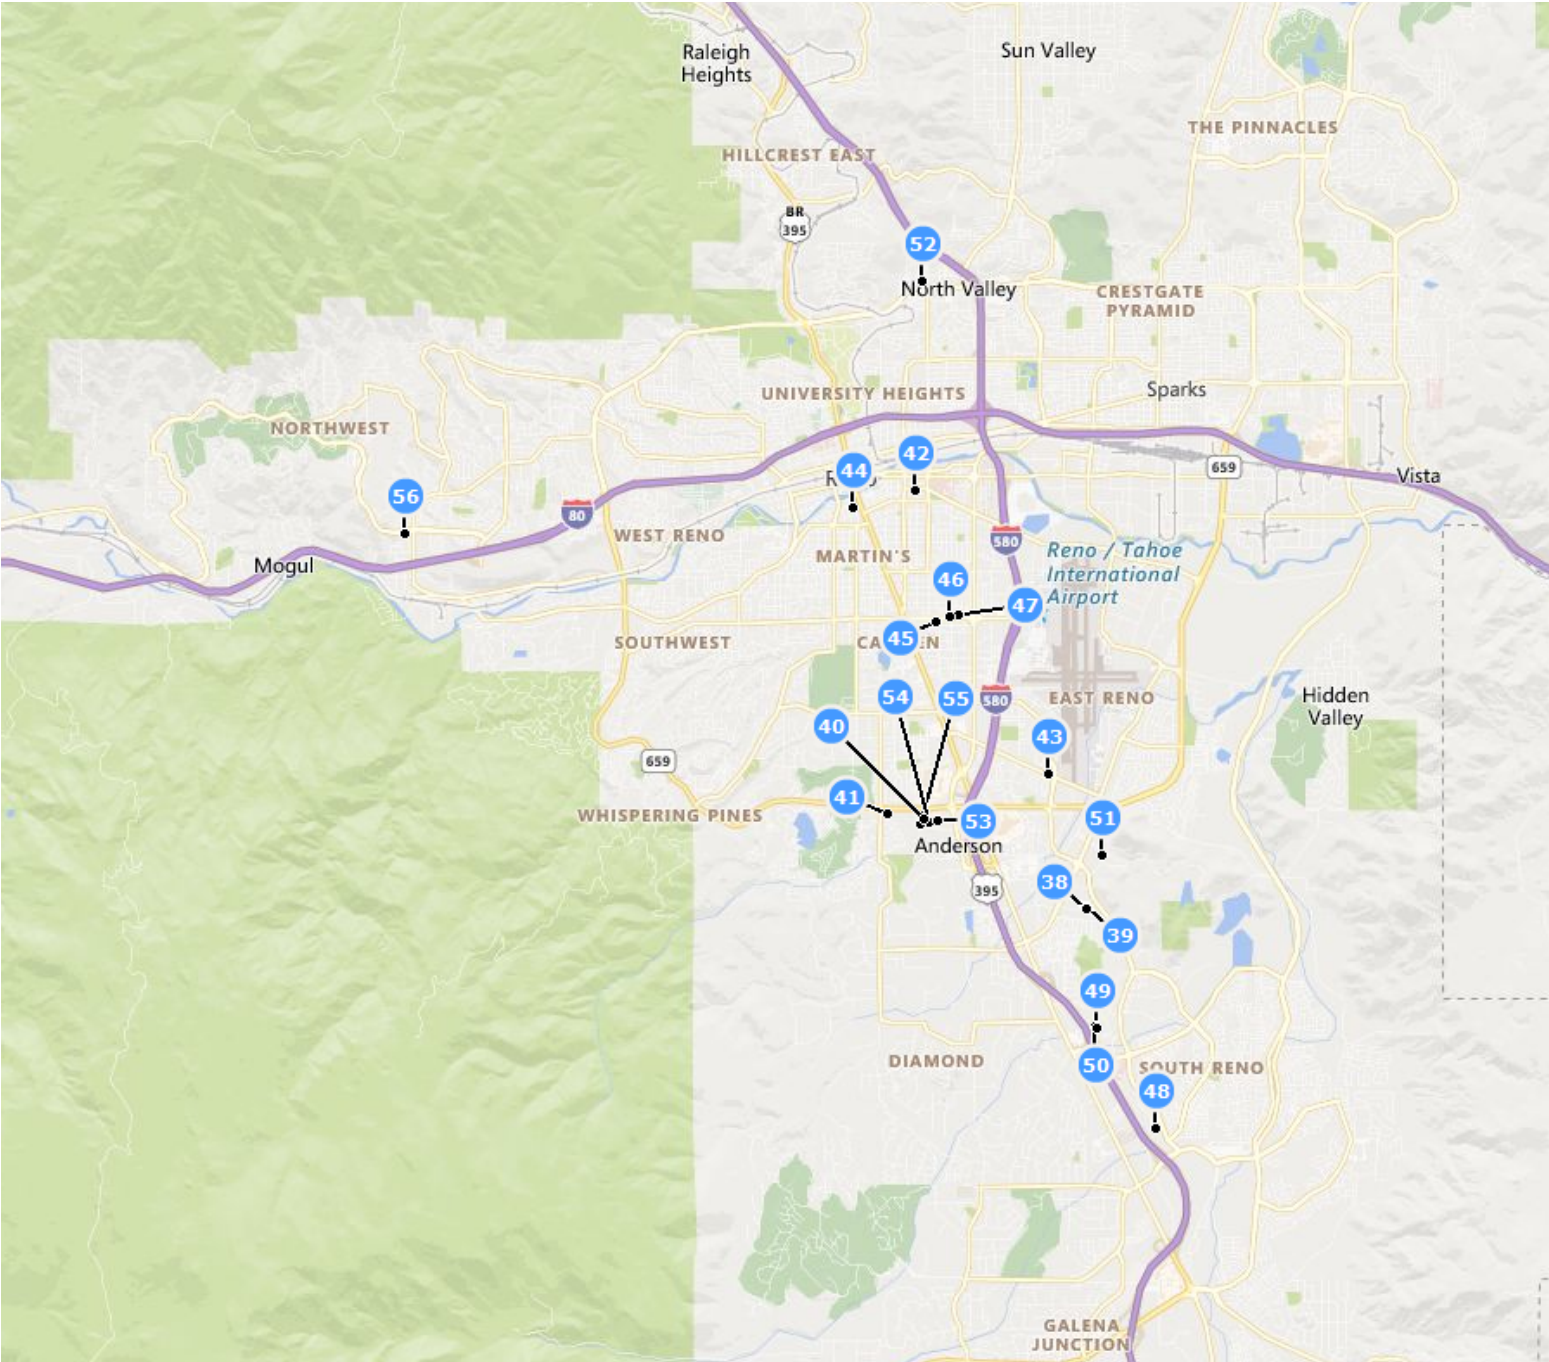 Raleigh
Heights
Sun Valley
THE PINNACLES
HILLCREST EAST
BR
395
52
North Valley
CRESTGATE
PYRAMID
UNIVERSITY HEIGHTS
Sparks
NORTHWEST
42
44
659
Vista
56
80
WEST RENO
580
MARTIN'S
Reno / Tahoe
International
Airport
Mogul
46
47
45
SOUTHWEST
54
55
580
EAST RENO
Hidden
Valley
40
43
659
41
WHISPERING PINES
53
51
Anderson
38
395
39
49
DIAMOND
50
SOUTH RENO
48
GALENA
JUNCTION